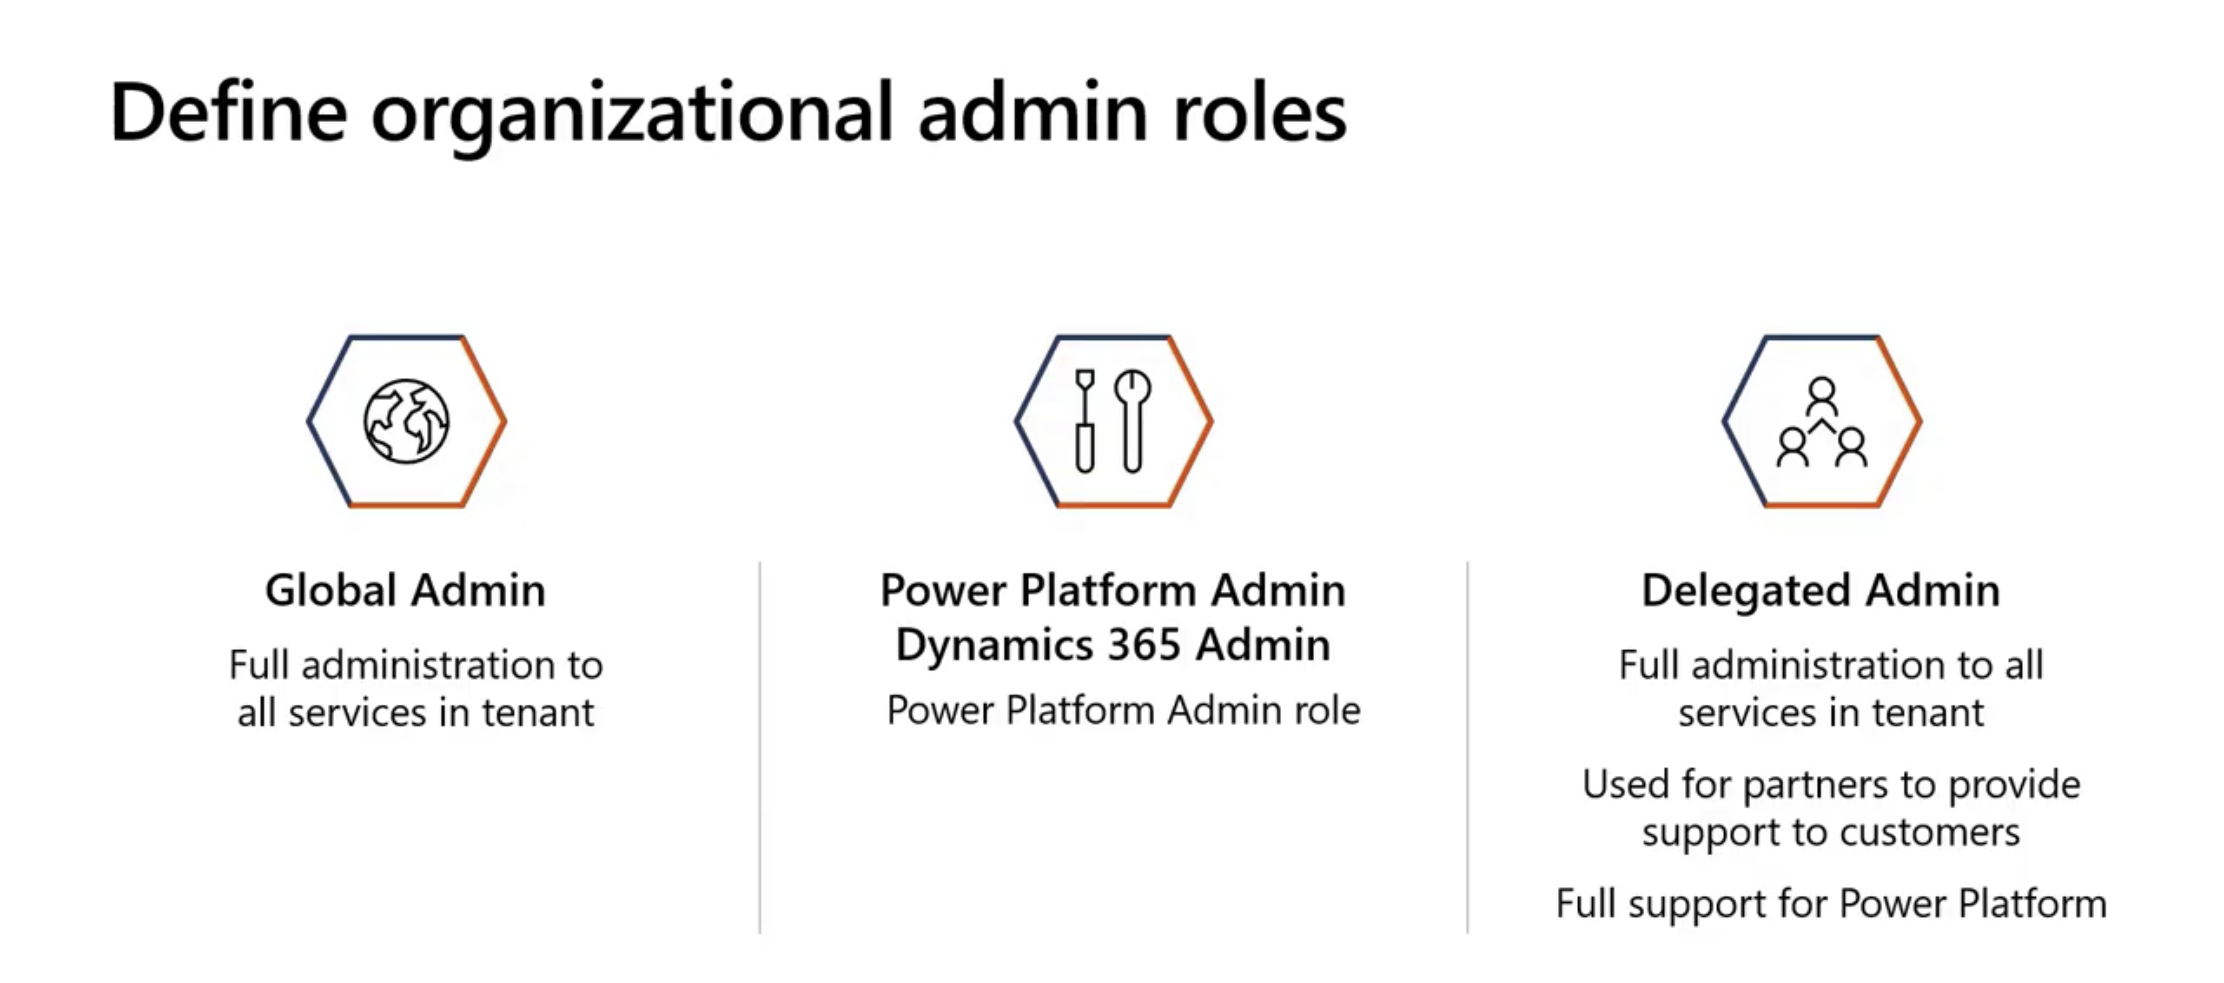 Define organizational admin roles
Global Admin
Full administration to
all services in tenant
Power Platform Admin
Dynamics 365 Admin
Power Platform Admin role
Delegated Admin
Full administration to all
services in tenant
Used for partners to provide
support to customers
Full support for Power Platform